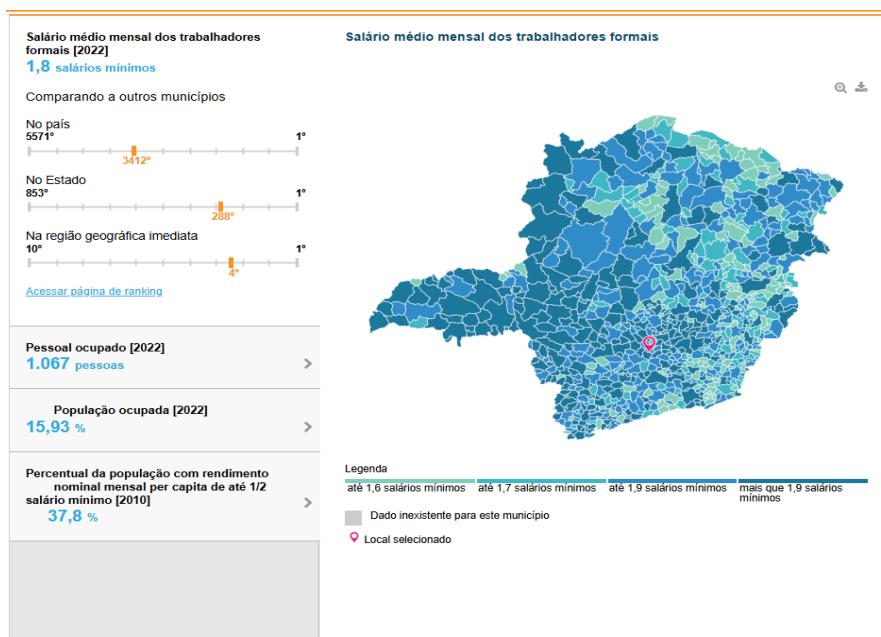 Salário médio mensal dos trabalhadores
formais [2022]
1,8 salários mínimos
Comparando a outros municípios
No país
5571º 1º
3412º
No Estado
853º 1º
288º
Na região geográfica imediata
10º 1º
4º
Acessar página de ranking
Pessoal ocupado [2022]
1.067 pessoas
População ocupada [2022]
15,93 %
Percentual da população com rendimento
nominal mensal per capita de até 1/2
salário mínimo [2010]
37,8 %
Salário médio mensal dos trabalhadores formais
Legenda
até 1,6 salários mínimos até 1,7 salários mínimos até 1,9 salários mínimos mais que 1,9 salários
mínimos
Dado inexistente para este município
Local selecionado